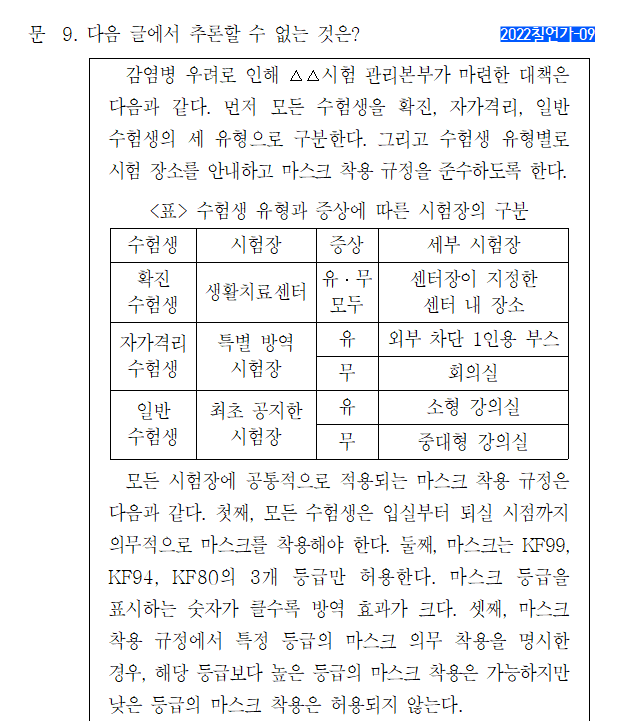 문 9. 다음 글에서 추론할 수 없는 것은? 2022칠언가-09
감염병 우려로 인해 △△시험 관리본부가 마련한 대책은
다음과 같다. 먼저 모든 수험생을 확진, 자가격리, 일반
수험생의 세 유형으로 구분한다. 그리고 수험생 유형별로
시험 장소를 안내하고 마스크 착용 규정을 준수하도록 한다.
<표> 수험생 유형과 증상에 따른 시험장의 구분
수험생 시험장 증상 세부 시험장
확진
수험생 생활치료센터 유·무
모두 센터장이 지정한
센터 내 장소
자가격리
수험생 특별 방역
시험장 유 외부 차단 1인용 부스
무 회의실
일반
수험생 최초 공지한
시험장 유 소형 강의실
무 중대형 강의실
모든 시험장에 공통적으로 적용되는 마스크 착용 규정은
다음과 같다. 첫째, 모든 수험생은 입실부터 퇴실 시점까지
의무적으로 마스크를 착용해야 한다. 둘째, 마스크는 KF99,
KF94, KF80의 3개 등급만 허용한다. 마스크 등급을
표시하는 숫자가 클수록 방역 효과가 크다. 셋째, 마스크
착용 규정에서 특정 등급의 마스크 의무 착용을 명시한
경우, 해당 등급보다 높은 등급의 마스크 착용은 가능하지만
낮은 등급의 마스크 착용은 허용되지 않는다.